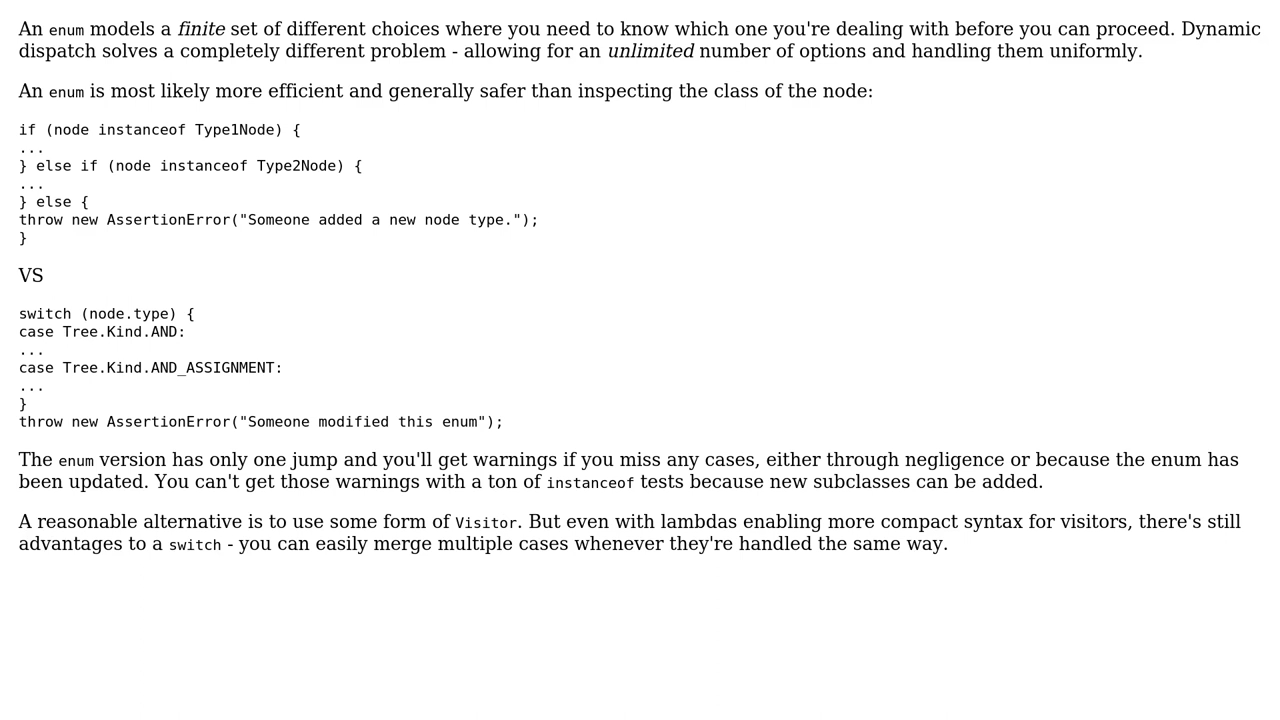 An enum models a finite set of different choices where you need to know which one you're dealing with before you can proceed. Dynamic
dispatch solves a completely different problem - allowing for an unlimited number of options and handling them uniformly.
An enum is most likely more efficient and generally safer than inspecting the class of the node:
if (node instanceof Type1Node) {
...
} else if (node instanceof Type2Node) {
...
} else {
throw new AssertionError("Someone added a new node type.");
}
VS
switch (node.type) {
case Tree.Kind.AND:
...
case Tree.Kind.AND_ASSIGNMENT:
...
}
throw new AssertionError("Someone modified this enum");
The enum version has only one jump and you'll get warnings if you miss any cases, either through negligence or because the enum has
been updated. You can't get those warnings with a ton of instanceof tests because new subclasses can be added.
A reasonable alternative is to use some form of Visitor. But even with lambdas enabling more compact syntax for visitors, there's still
advantages to a switch - you can easily merge multiple cases whenever they're handled the same way.